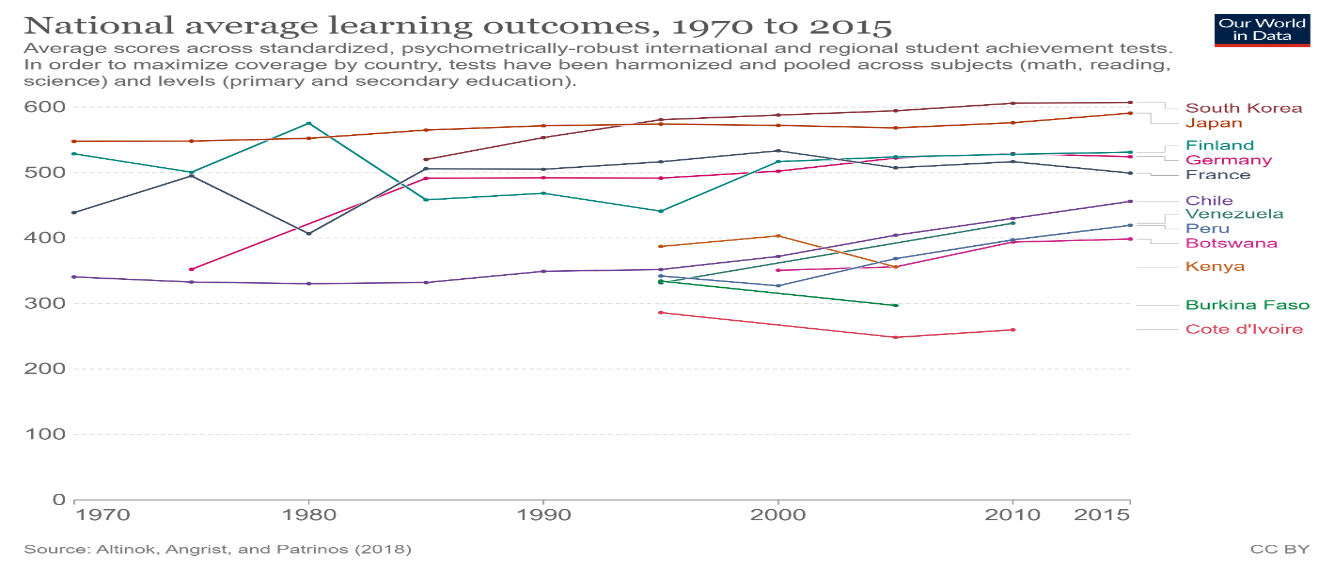 National average learning outcomes, 1970 to 2015
Our World
in Data
Average scores across standardized, psychometrically-robust international and regional student achievement tests.
In order to maximize coverage by country, tests have been harmonized and pooled across subjects (math, reading,
science) and levels (primary and secondary education).
600
500
400
300
200
100
0
South Korea
Japan
Finland
Germany
France
Chile
Venezuela
Peru
Botswana
Kenya
Burkina Faso
Cote d'Ivoire
1970 1980 1990 2000 2010 2015
Source: Altinok, Angrist, and Patrinos (2018)
CC BY